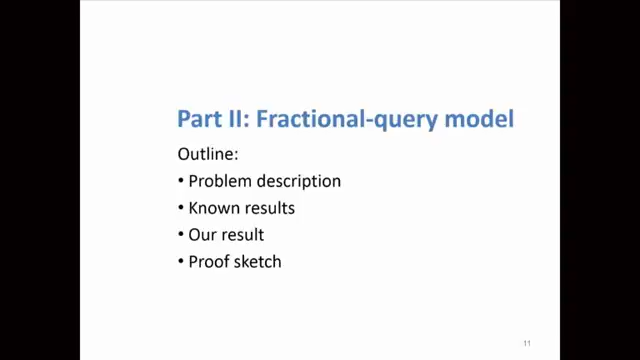 Part II: Fractional-query model
Outline:
• Problem description
• Known results
• Our result
• Proof sketch
11